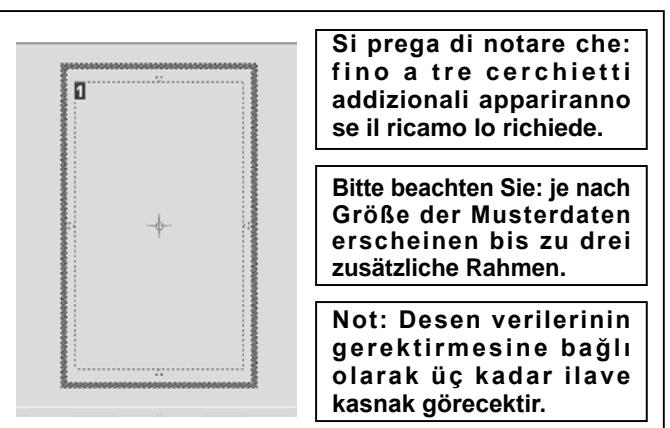 1
Si prega di notare che:
fino a tre cerchietti
addizionali appariranno
se il ricamo lo richiede.
Bitte beachten Sie: je nach
Größe der Musterdaten
erscheinen bis zu drei
zusätzliche Rahmen.
Not: Desen verilerinin
gerektirmesine bağlı
olarak üç kadar ilave
kasnak görecektir.